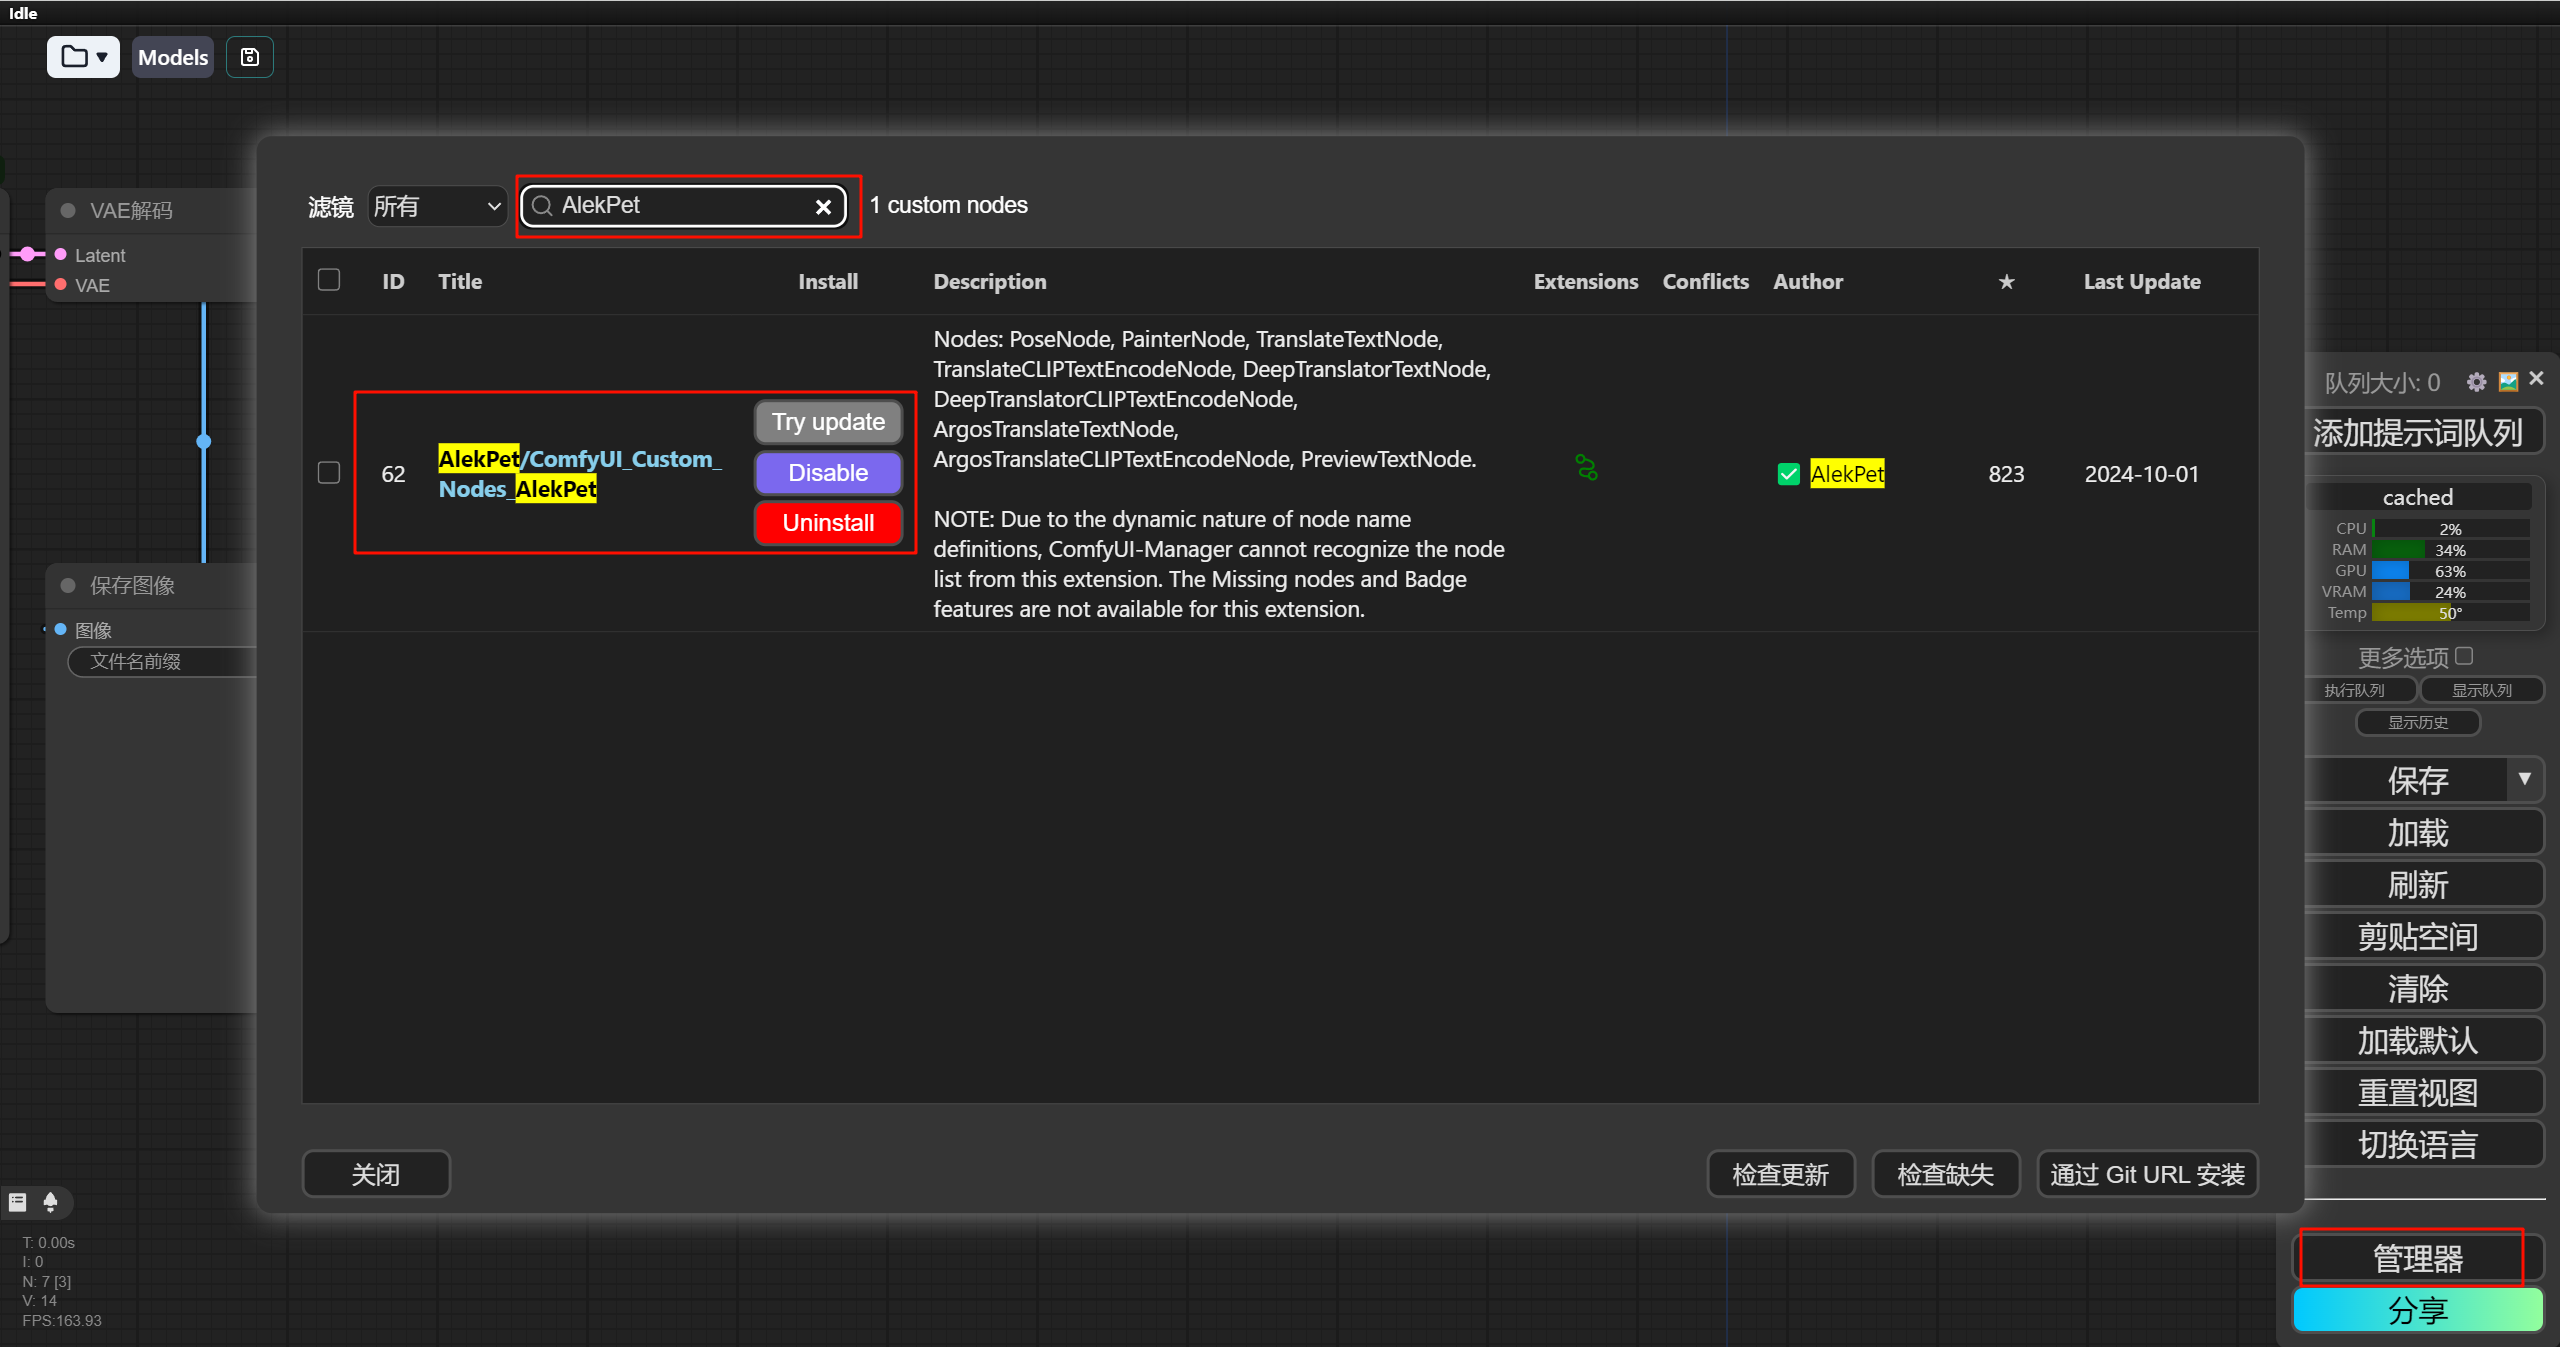 Idle
Models
滤镜
所有
AlekPet
1 custom nodes
ID
Title
Install
Description
Extensions
Conflicts
Author
★
Last Update
62
AlekPet/ComfyUI_Custom_
Nodes_AlekPet
Try update
Disable
Uninstall
Nodes: PoseNode, PainterNode, TranslateTextNode,
TranslateCLIPTextEncodeNode, DeepTranslatorTextNode,
DeepTranslatorCLIPTextEncodeNode,
ArgosTranslateTextNode,
ArgosTranslateCLIPTextEncodeNode, PreviewTextNode.
NOTE: Due to the dynamic nature of node name
definitions, ComfyUI-Manager cannot recognize the node
list from this extension. The Missing nodes and Badge
features are not available for this extension.
AlekPet
823
2024-10-01
关闭
检查更新
检查缺失
通过 Git URL 安装
VAE解码
Latent
VAE
保存图像
图像
文件名前缀
T: 0.00s
I: 0
N: 7 [3]
V: 14
FPS:163.93
队列大小: 0
添加提示词队列
cached
CPU 2%
RAM 34%
GPU 63%
VRAM 24%
Temp 50°
更多选项
执行队列
显示队列
显示历史
保存
加载
刷新
剪贴空间
清除
加载默认
重置视图
切换语言
管理器
分享